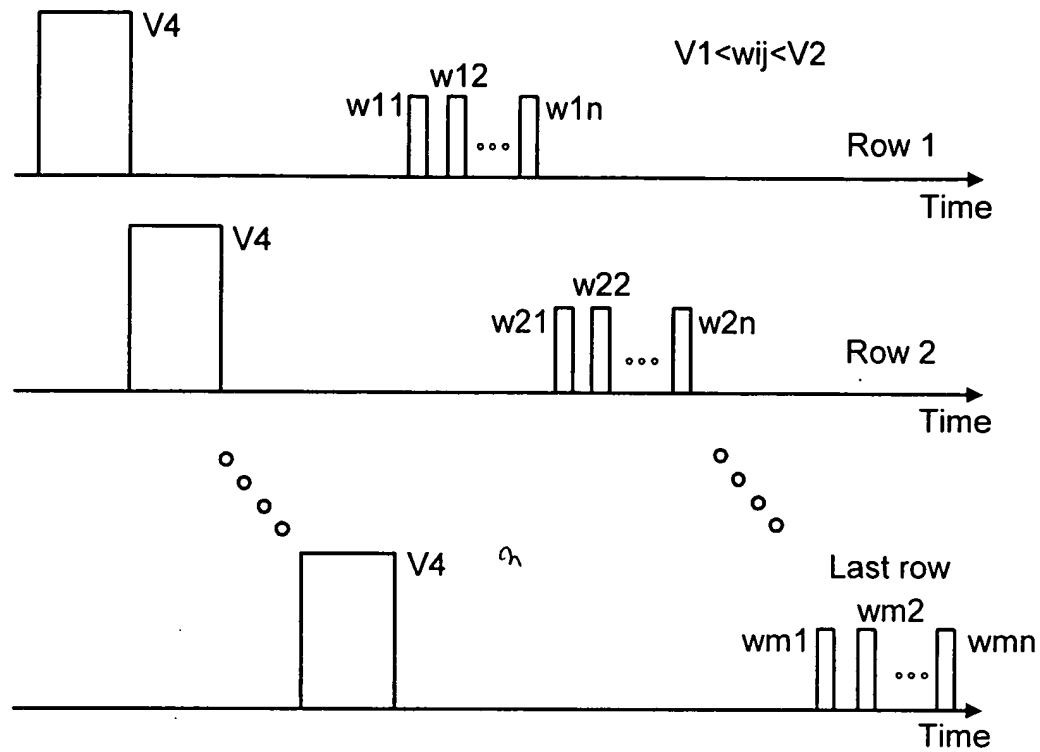 V4
V1<wij<V2
w12
w11
w1n
Row 1
Time
V4
w22
w21
w2n
Row 2
Time
V4
Last row
wm2
wm1
wmn
Time